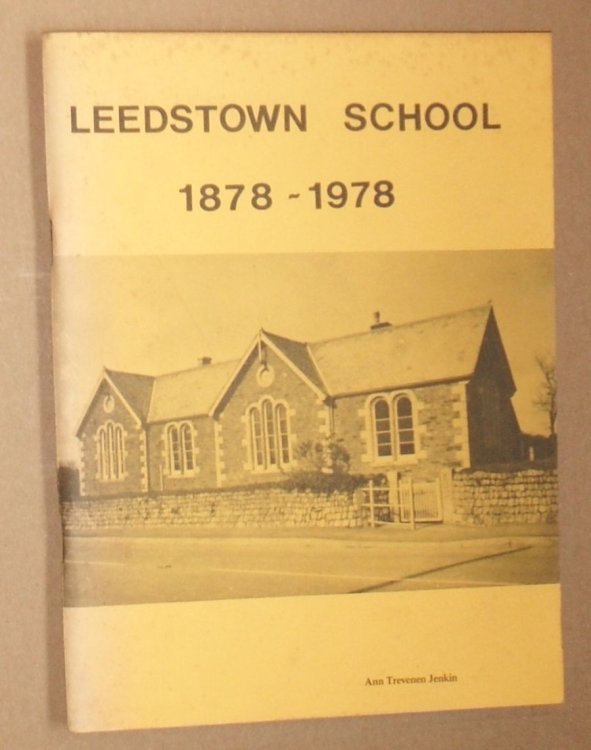 LEEDSTOWN SCHOOL
1878 - 1978
Ann Trevenen Jenkin